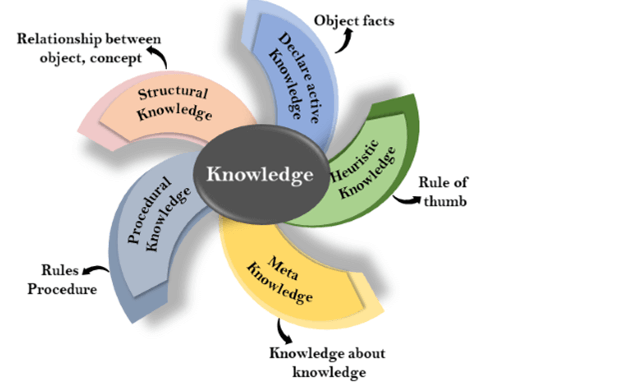 Object facts
Relationship between
object, concept
Declare active
Knowledge
Structural
Knowledge
Knowledge
Heuristic
Knowledge
Rule of
thumb
Procedural
Knowledge
Rules
Procedure
Meta
Knowledge
Knowledge about
knowledge